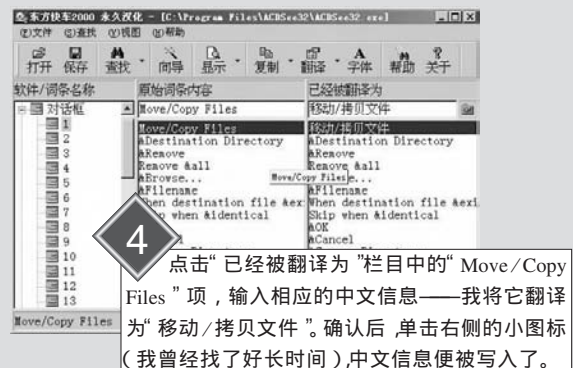 东方快车2000 永久汉化 - [C:\Program Files\ACDSee32\ACDSee32.exe]
(F)文件 (S)查找 (V)视图 (H)帮助
打开 保存 查找 向导 显示 复制 翻译 字体 帮助 关于
软件/词条名称 原始词条内容 已经被翻译为
对话框 Move/Copy Files 移动/拷贝文件
1 Move/Copy Files 移动/拷贝文件
2 &Destination Directory &Destination Directory
3 &Remove &Remove
4 Remove &all Remove &all
5 &Browse... Move/Copy Files e...
6 &Filename &Filename
7 When destination file &ex: When destination file &exi
8 Skip when &identical Skip when &identical
9 &OK
10 &Cancel
11
12
13
Move/Copy Files
4
点击“已经被翻译为”栏目中的“Move/Copy
Files”项,输入相应的中文信息——我将它翻译
为“移动/拷贝文件”。确认后,单击右侧的小图标
(我曾经找了好长时间),中文信息便被写入了。